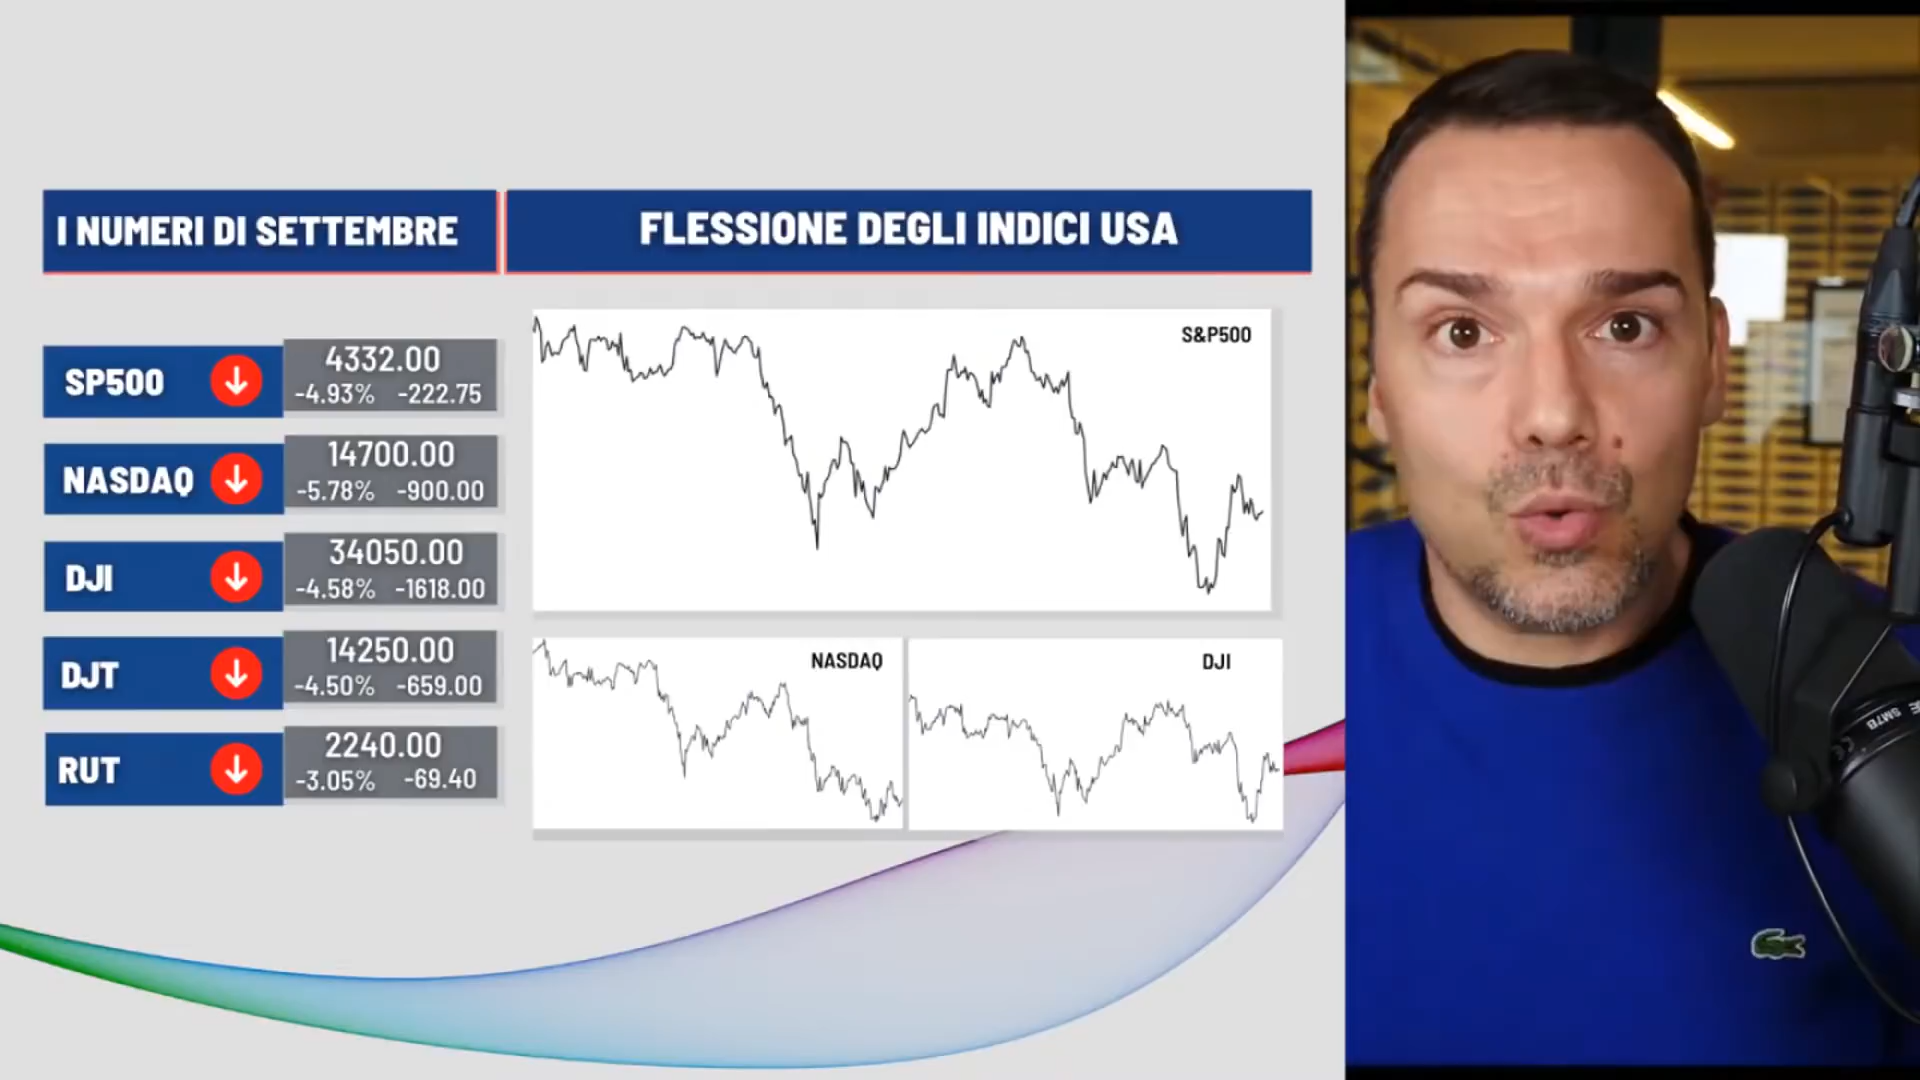 I NUMERI DI SETTEMBRE
FLESSIONE DEGLI INDICI USA
SP500
4332.00
-4.93% -222.75
NASDAQ
14700.00
-5.78% -900.00
DJI
34050.00
-4.58% -1618.00
DJT
14250.00
-4.50% -659.00
RUT
2240.00
-3.05% -69.40
S&P500
NASDAQ
DJI
SM7B